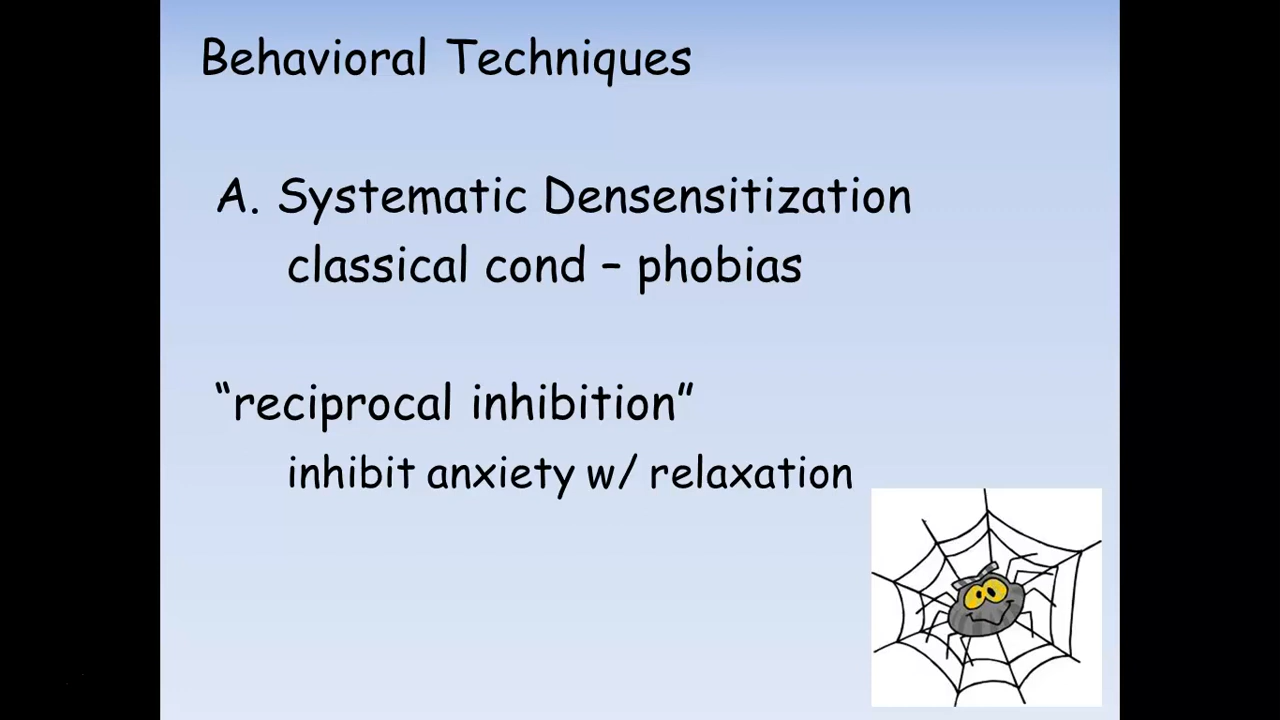 Behavioral Techniques
A. Systematic Densensitization
classical cond – phobias
“reciprocal inhibition”
inhibit anxiety w/ relaxation